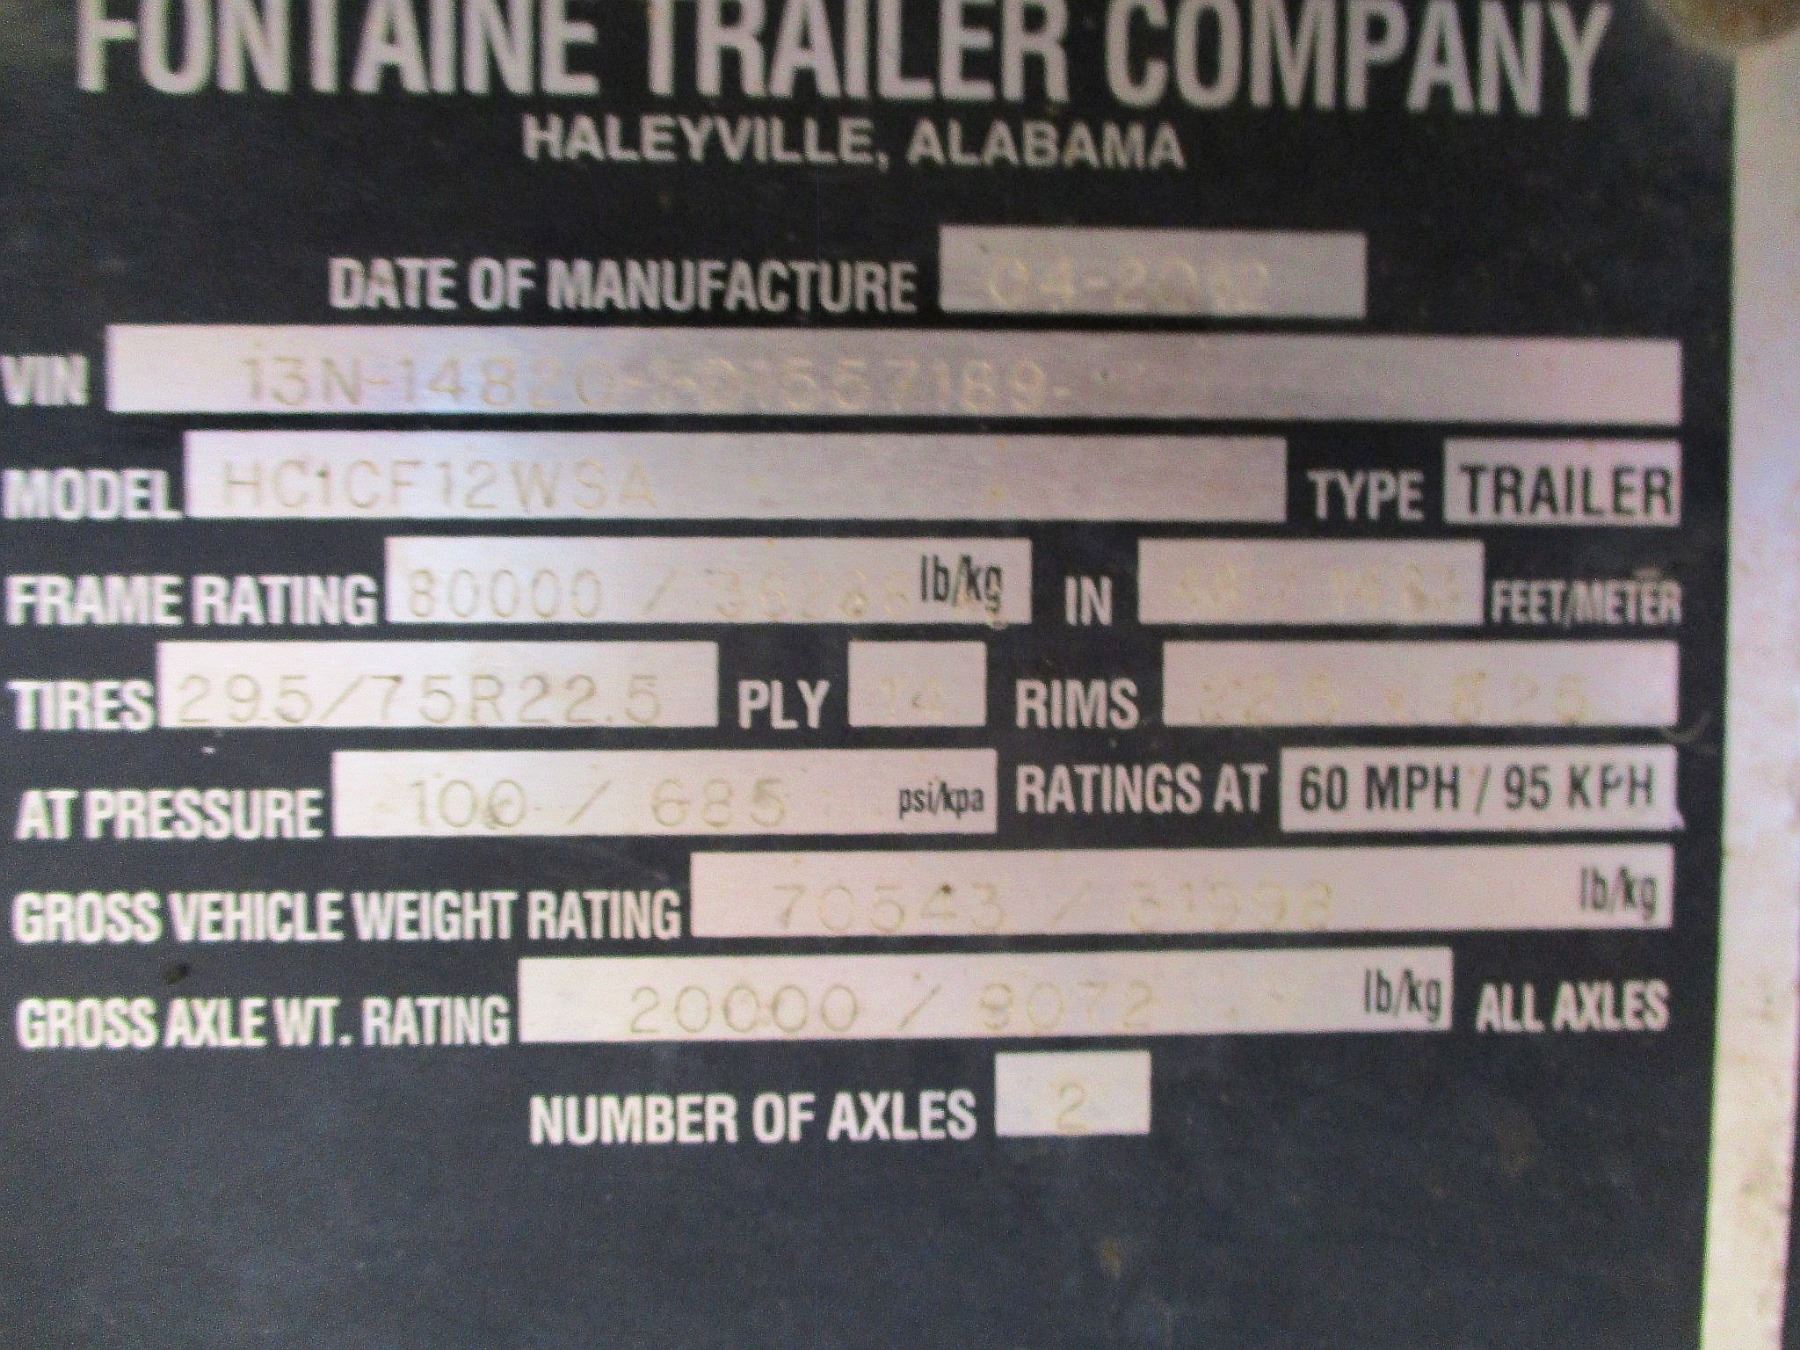 FONTAINE TRAILER COMPANY
HALEYVILLE, ALABAMA
DATE OF MANUFACTURE
VIN
MODEL HC1CF12WSA TYPE TRAILER
FRAME RATING 80000 / lb/kg IN FEET/METER
TIRES 295/75R22.5 PLY RIMS
AT PRESSURE 100 / 685 psi/kpa RATINGS AT 60 MPH / 95 KPH
GROSS VEHICLE WEIGHT RATING 70543 / 31998 lb/kg
GROSS AXLE WT. RATING 20000 / 9072 lb/kg ALL AXLES
NUMBER OF AXLES 2